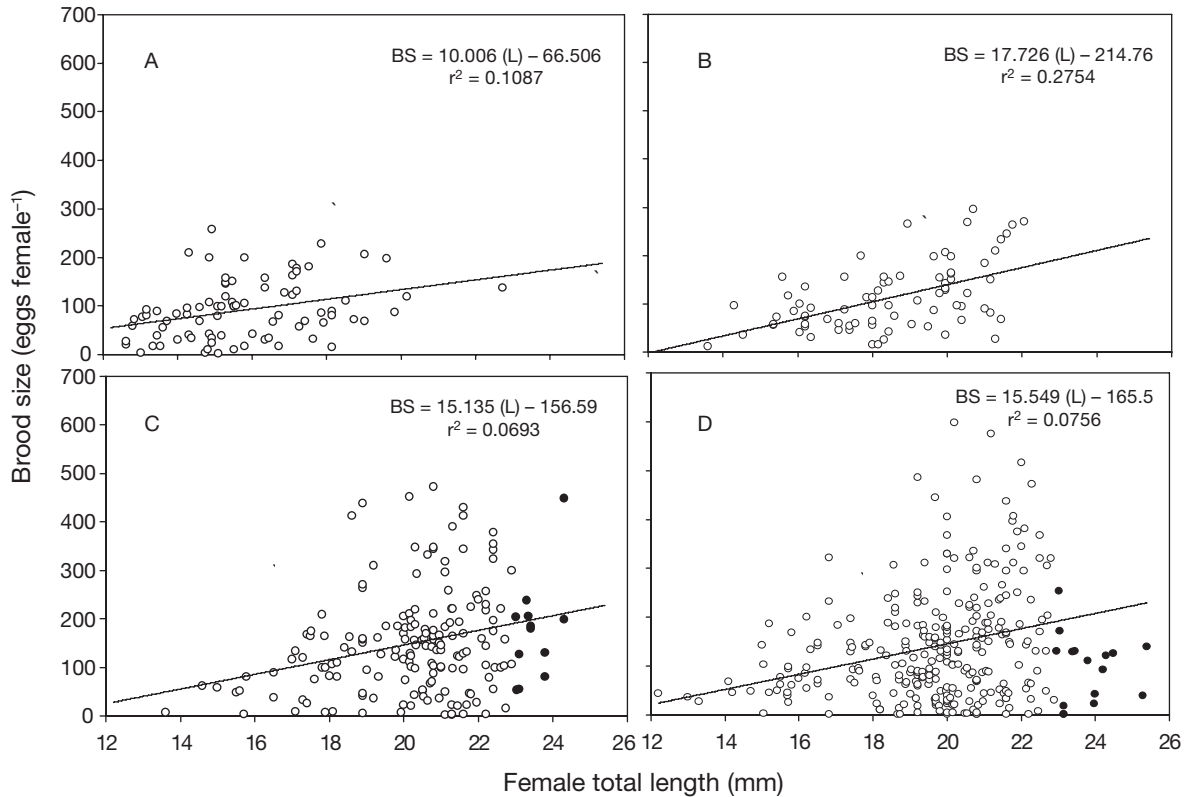 700
600
500
400
300
200
100
0
A
BS = 10.006 (L) – 66.506
r² = 0.1087
B
BS = 17.726 (L) – 214.76
r² = 0.2754
Brood size (eggs female⁻¹)
700
600
500
400
300
200
100
0
C
BS = 15.135 (L) – 156.59
r² = 0.0693
D
BS = 15.549 (L) – 165.5
r² = 0.0756
12 14 16 18 20 22 24 26
12 14 16 18 20 22 24 26
Female total length (mm)